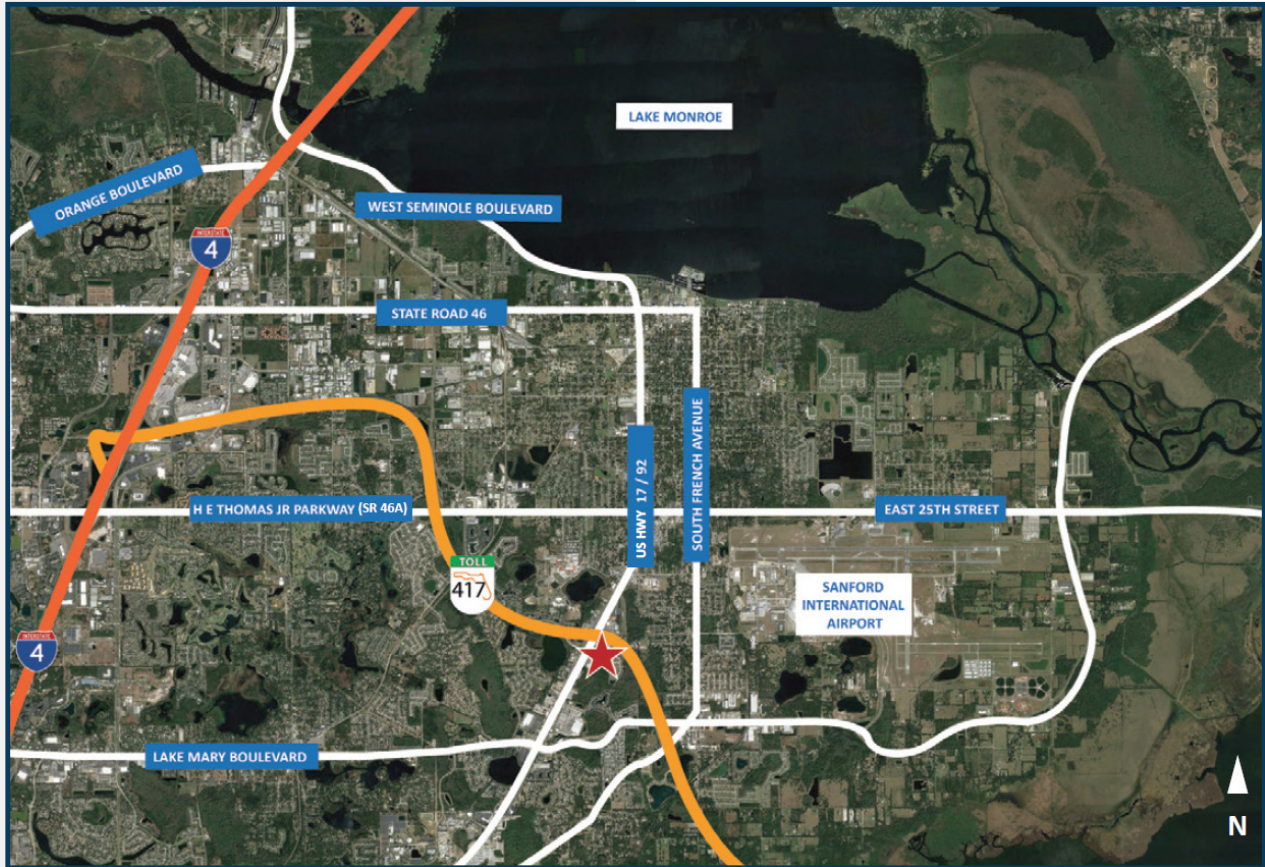 LAKE MONROE
ORANGE BOULEVARD
WEST SEMINOLE BOULEVARD
INTERSTATE
4
STATE ROAD 46
SOUTH FRENCH AVENUE
US HWY 17 / 92
H E THOMAS JR PARKWAY (SR 46A)
EAST 25TH STREET
TOLL
417
SANFORD
INTERNATIONAL
AIRPORT
INTERSTATE
4
LAKE MARY BOULEVARD
N